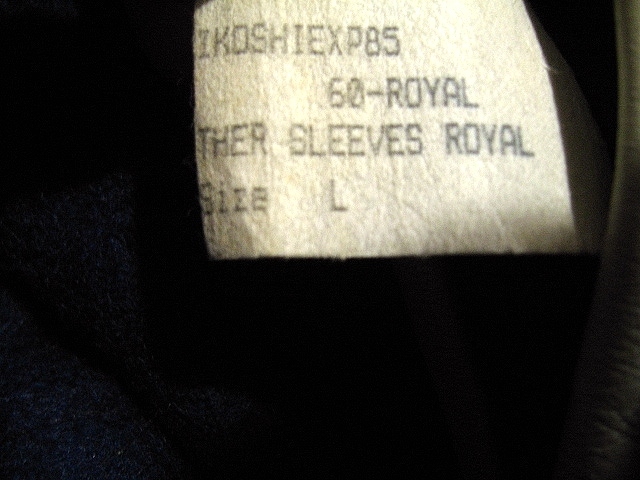 IKOSHIEXP85
60-ROYAL
THER SLEEVES ROYAL
Size L